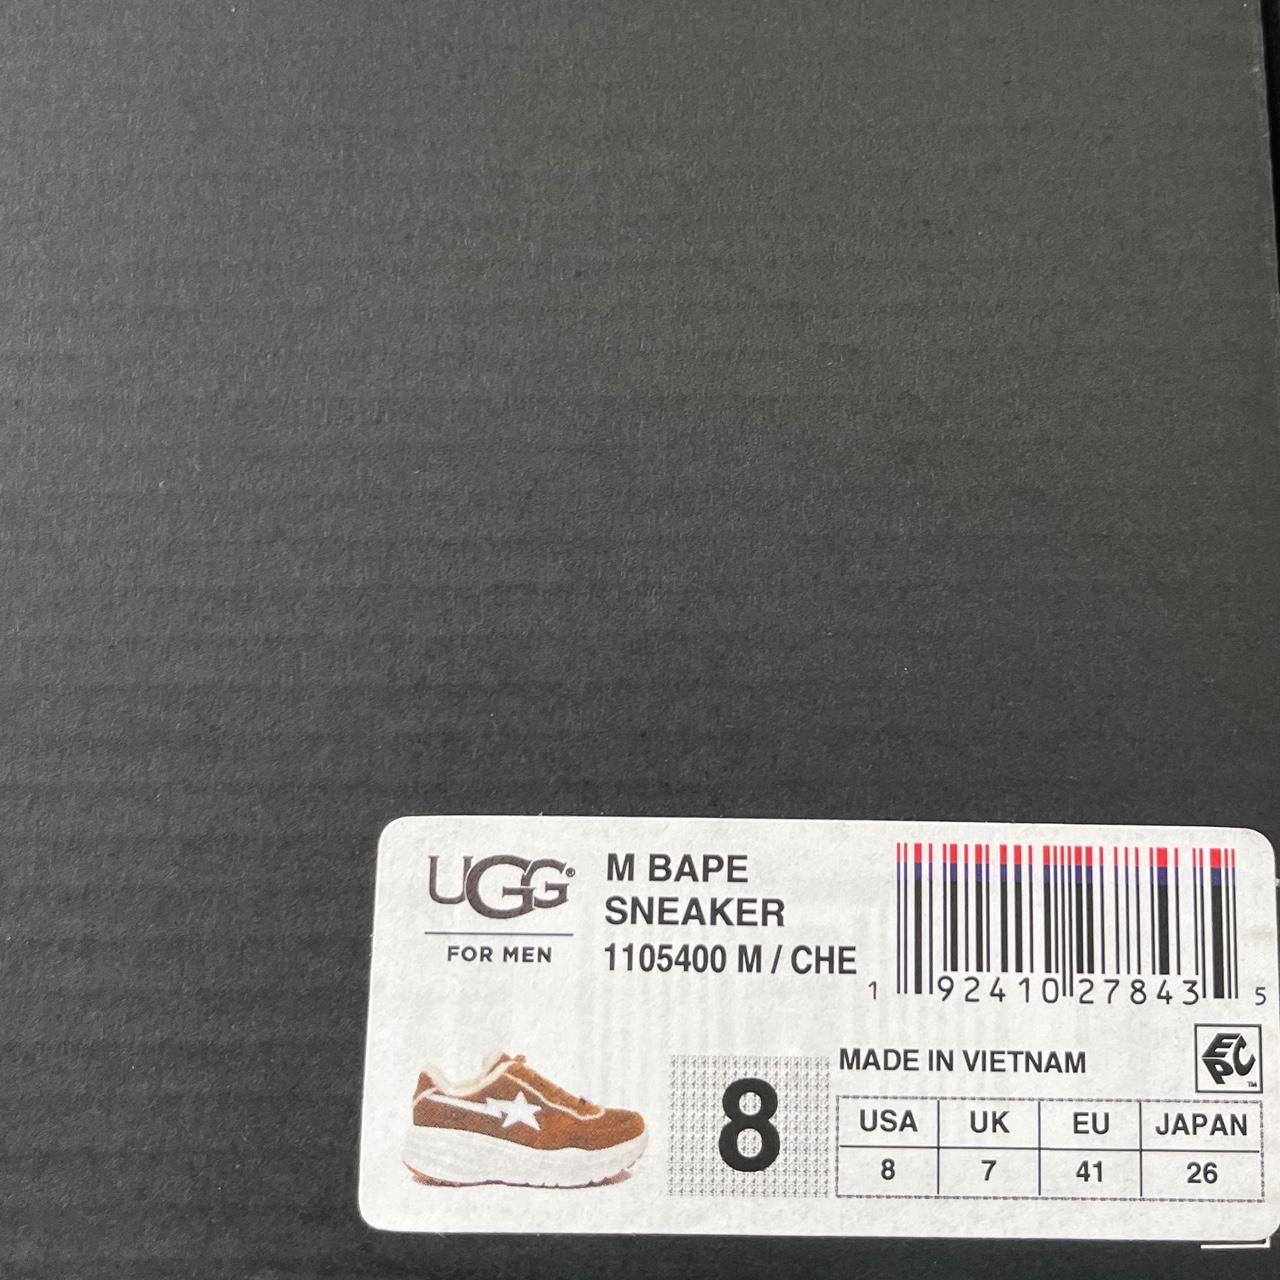 UGG®
FOR MEN
M BAPE
SNEAKER
1105400 M / CHE
1 92410 27843 5
8
MADE IN VIETNAM
EPC™
USA UK EU JAPAN
8 7 41 26